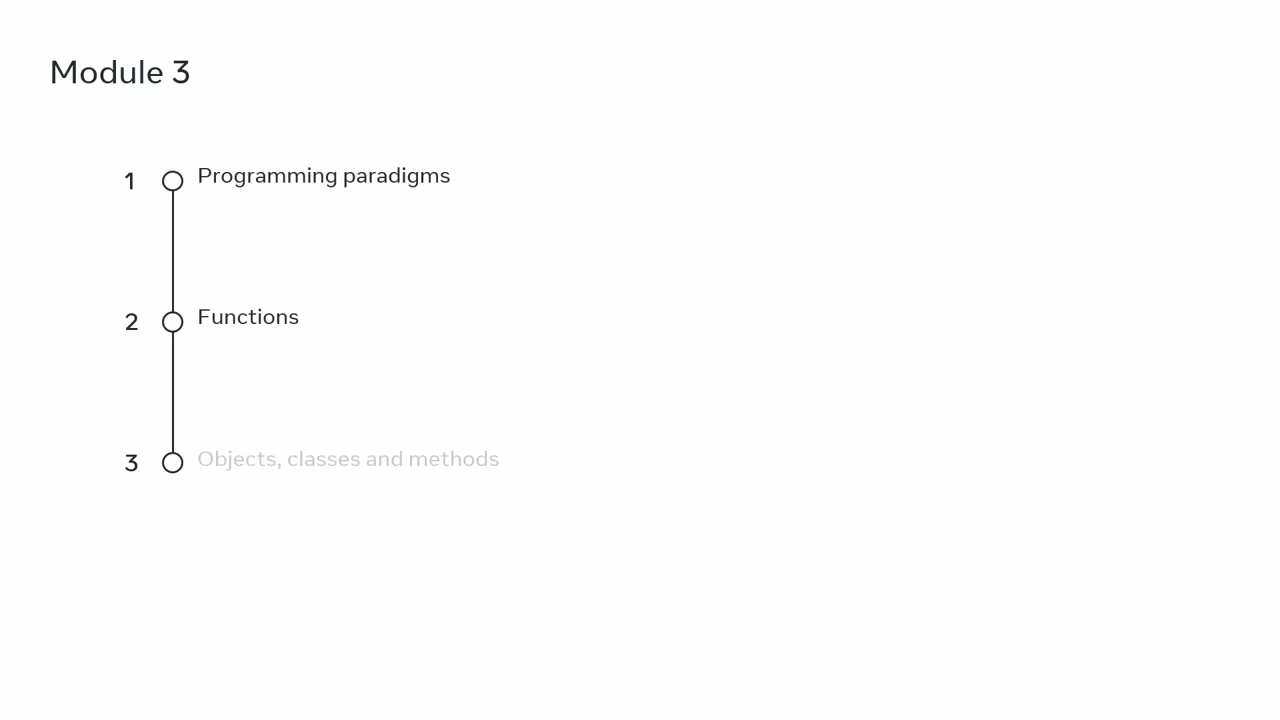 Module 3
1 Programming paradigms
2 Functions
3 Objects, classes and methods